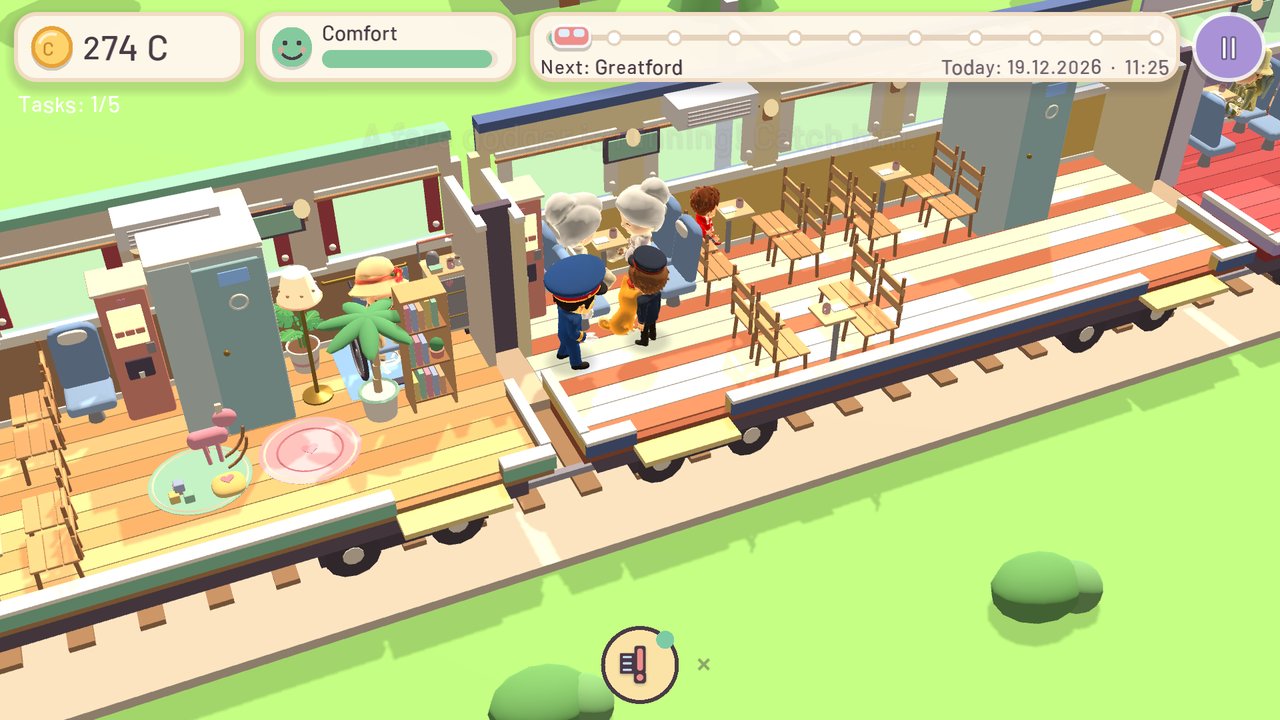 274 C
Comfort
Next: Greatford
Today: 19.12.2026 · 11:25
Tasks: 1/5